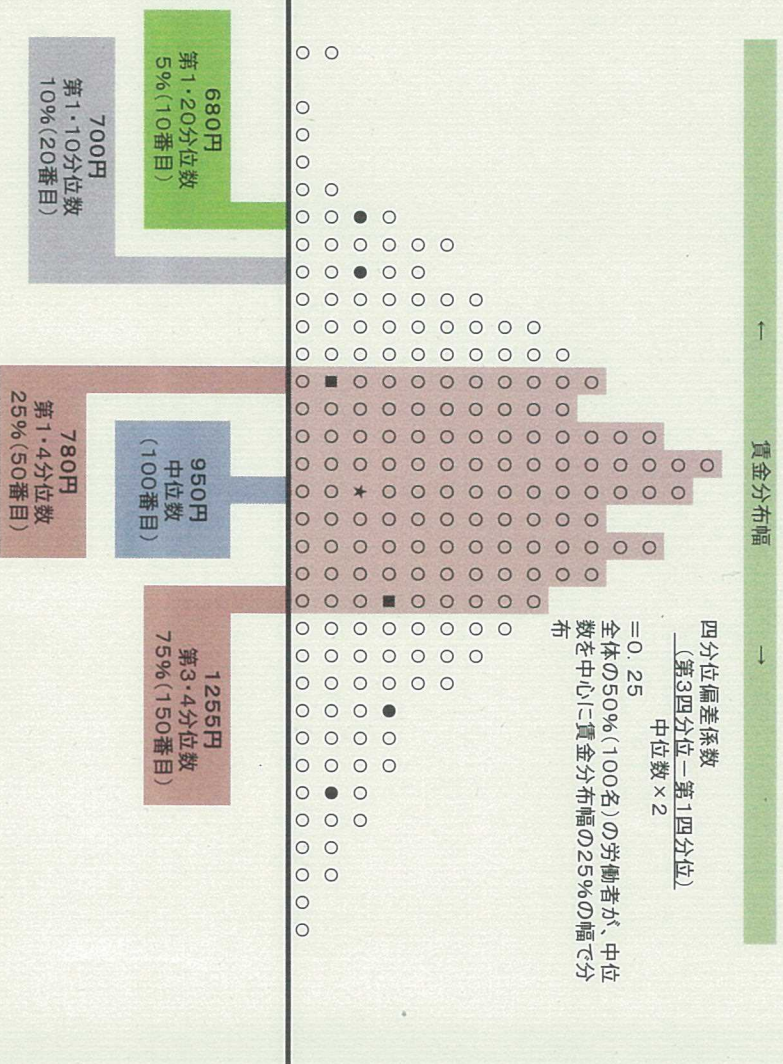 ← 賃金分布幅 →
四分位偏差係数
(第3四分位－第1四分位)
中位数×2
=0.25
全体の50%(100名)の労働者が、中位
数を中心に賃金分布幅の25%の幅で分
布
680円
第1・20分位数
5%(10番目)
700円
第1・10分位数
10%(20番目)
780円
第1・4分位数
25%(50番目)
950円
中位数
(100番目)
1255円
第3・4分位数
75%(150番目)